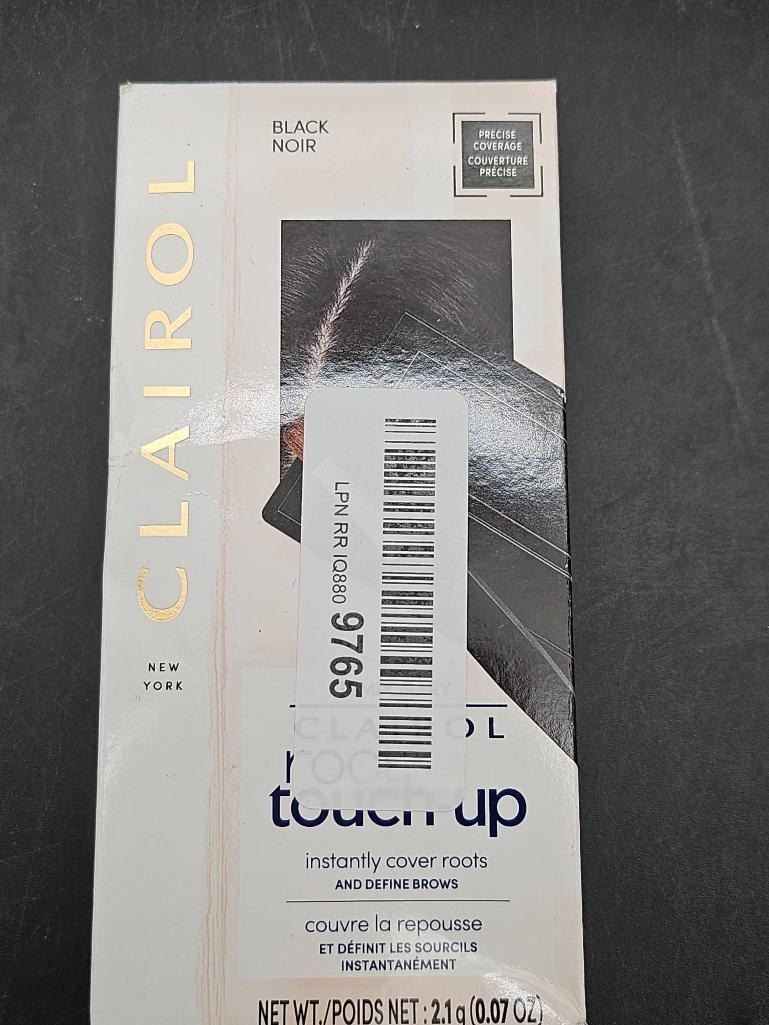 BLACK
NOIR
PRECISE
COVERAGE
COUVERTURE
PRÉCISE
CLAIROL
NEW
YORK
LPN RR IQ880 9765
CLAIROL
root
touch-up
instantly cover roots
AND DEFINE BROWS
couvre la repousse
ET DÉFINIT LES SOURCILS
INSTANTANÉMENT
NET WT./POIDS NET : 2.1 g (0.07 OZ)